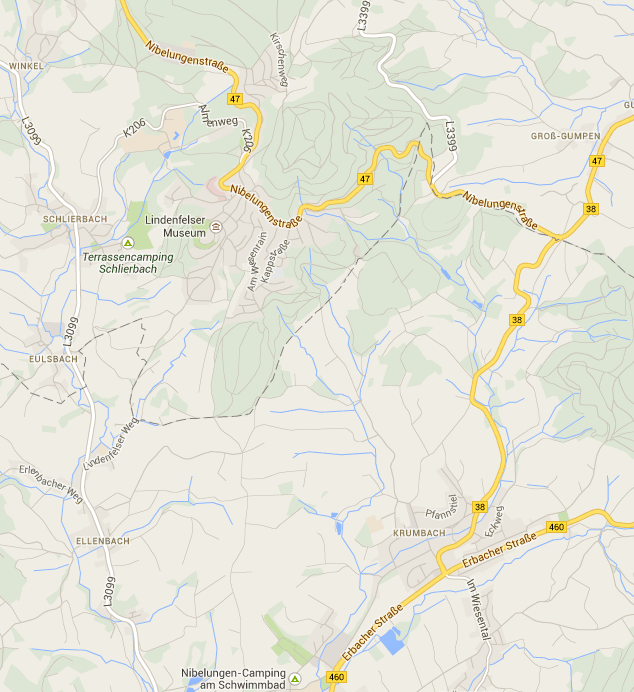 L3399
Nibelungenstraße
Kirschenweg
WINKEL
47
L3099
K206
Almenweg
K206
L3399
GROß-GUMPEN
47
47
Nibelungenstraße
Nibelungenstraße
38
SCHLIERBACH
Lindenfelser
Museum
Terrassencamping
Schlierbach
Am Wasenrain
Kappstraße
38
L3099
EULSBACH
Lindenfelser Weg
Erlenbacher Weg
Pfannstiel
38
Eckweg
460
KRUMBACH
Erbacher Straße
ELLENBACH
L3099
Im Wiesental
Erbacher Straße
Nibelungen-Camping
am Schwimmbad
460